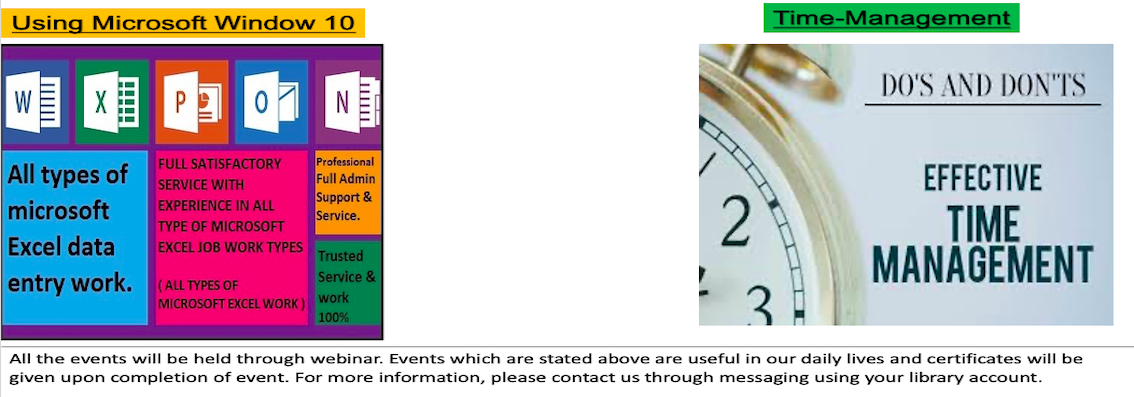 Using Microsoft Window 10
Time-Management
W
X
P
O
N
All types of
microsoft
Excel data
entry work.
FULL SATISFACTORY
SERVICE WITH
EXPERIENCE IN ALL
TYPE OF MICROSOFT
EXCEL JOB WORK TYPES
( ALL TYPES OF
MICROSOFT EXCEL WORK )
Professional
Full Admin
Support &
Service.
Trusted
Service &
work
100%
DO'S AND DON'TS
EFFECTIVE
TIME
MANAGEMENT
2
3
All the events will be held through webinar. Events which are stated above are useful in our daily lives and certificates will be
given upon completion of event. For more information, please contact us through messaging using your library account.